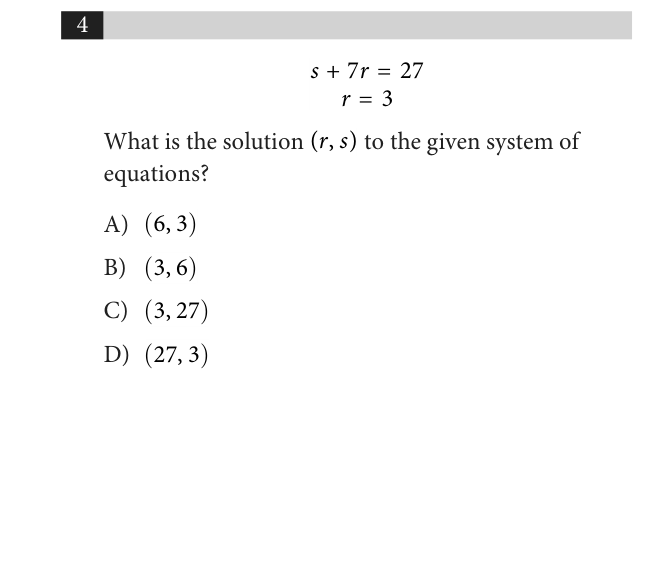 4
s + 7r = 27
r = 3
What is the solution (r, s) to the given system of
equations?
A) (6, 3)
B) (3, 6)
C) (3, 27)
D) (27, 3)